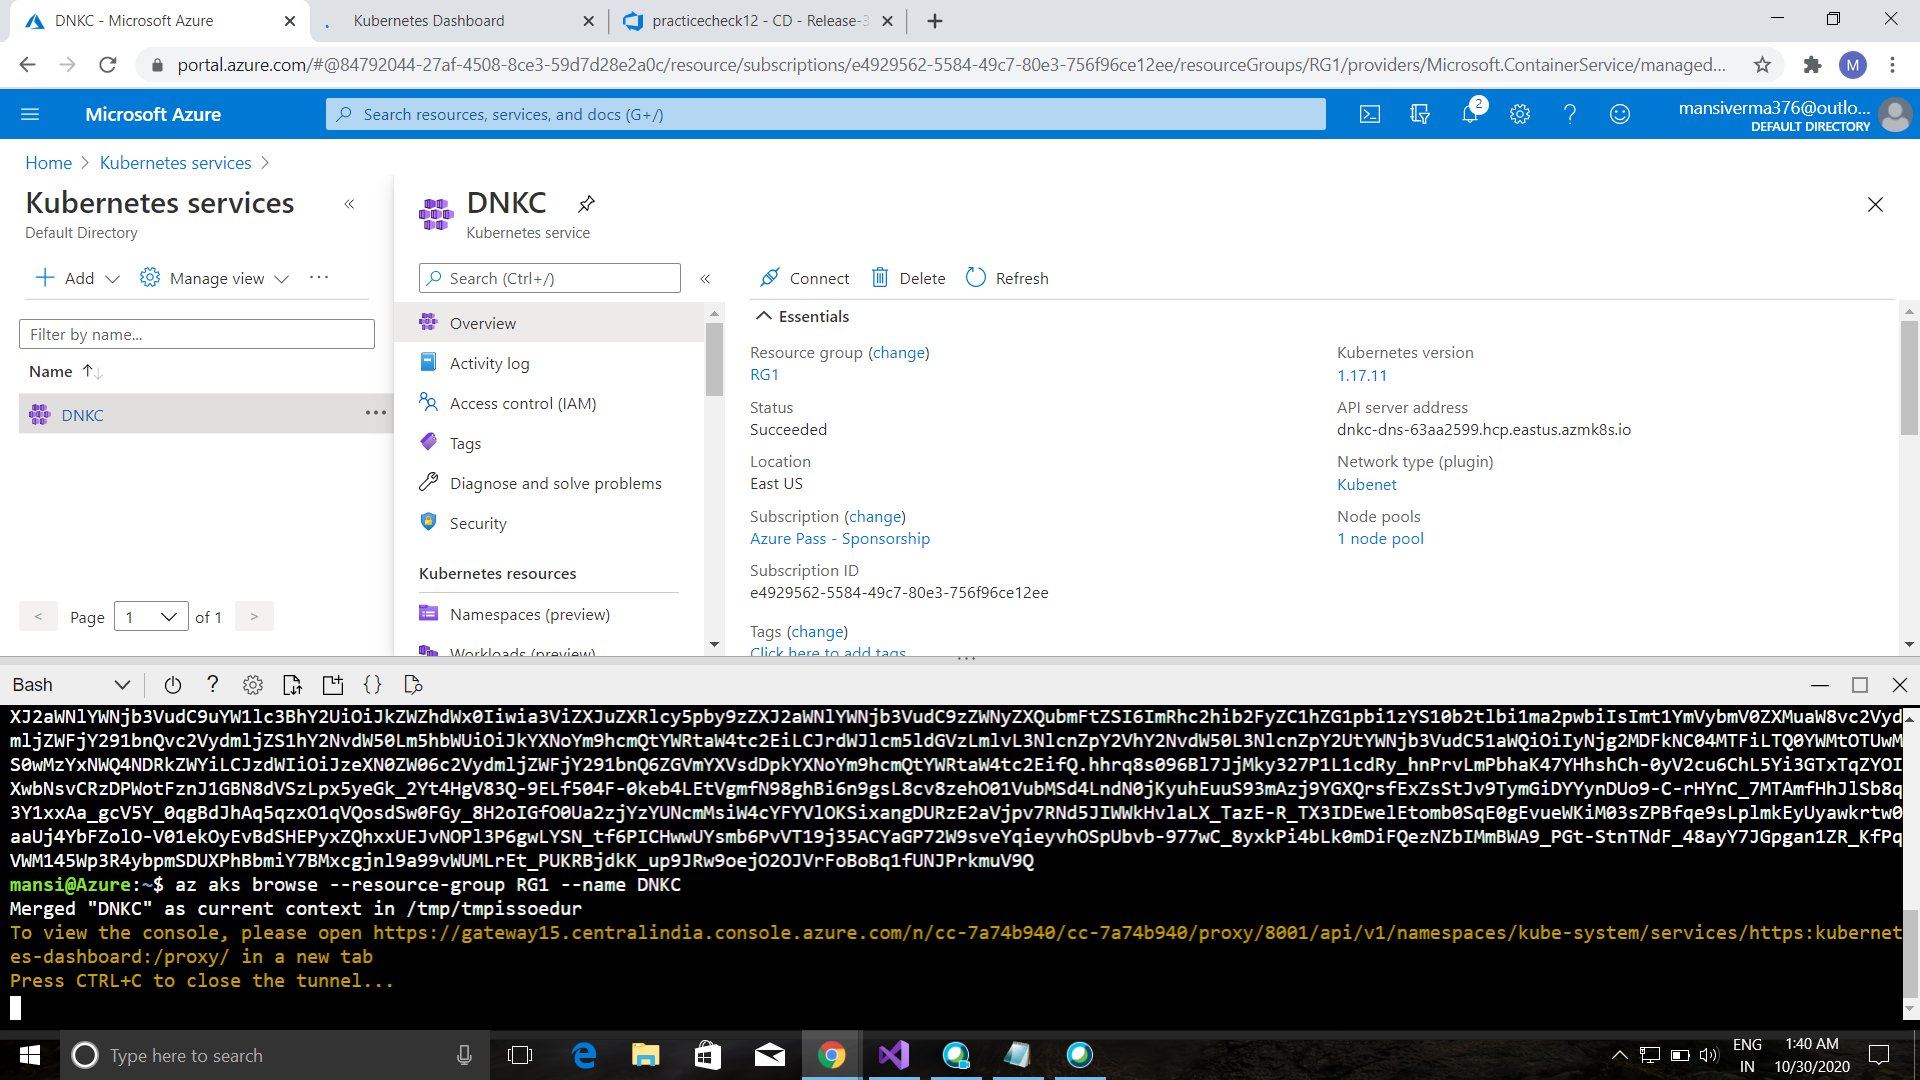 DNKC - Microsoft Azure
Kubernetes Dashboard
practicecheck12 - CD - Release-3
portal.azure.com/#@84792044-27af-4508-8ce3-59d7d28e2a0c/resource/subscriptions/e4929562-5584-49c7-80e3-756f96ce12ee/resourceGroups/RG1/providers/Microsoft.ContainerService/managed...
M
Microsoft Azure
Search resources, services, and docs (G+/)
2
mansiverma376@outlo...
DEFAULT DIRECTORY
Home > Kubernetes services >
Kubernetes services
Default Directory
Add
Manage view
Filter by name...
Name
DNKC
< Page 1 of 1 >
DNKC
Kubernetes service
Search (Ctrl+/)
Overview
Activity log
Access control (IAM)
Tags
Diagnose and solve problems
Security
Kubernetes resources
Namespaces (preview)
Workloads (preview)
Connect
Delete
Refresh
Essentials
Resource group (change)
RG1
Status
Succeeded
Location
East US
Subscription (change)
Azure Pass - Sponsorship
Subscription ID
e4929562-5584-49c7-80e3-756f96ce12ee
Tags (change)
Click here to add tags
Kubernetes version
1.17.11
API server address
dnkc-dns-63aa2599.hcp.eastus.azmk8s.io
Network type (plugin)
Kubenet
Node pools
1 node pool
Bash
mansi@Azure:~$ az aks browse --resource-group RG1 --name DNKC
Merged "DNKC" as current context in /tmp/tmpissoedur
To view the console, please open https://gateway15.centralindia.console.azure.com/n/cc-7a74b940/cc-7a74b940/proxy/8001/api/v1/namespaces/kube-system/services/https:kubernet
es-dashboard:/proxy/ in a new tab
Press CTRL+C to close the tunnel...
Type here to search
ENG
IN
1:40 AM
10/30/2020